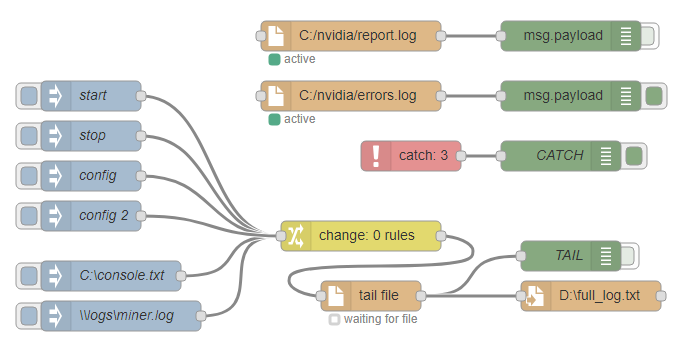 C:/nvidia/report.log
msg.payload
active
C:/nvidia/errors.log
msg.payload
active
start
stop
catch: 3
CATCH
config
config 2
change: 0 rules
TAIL
C:\console.txt
tail file
D:\full_log.txt
\\logs\miner.log
waiting for file